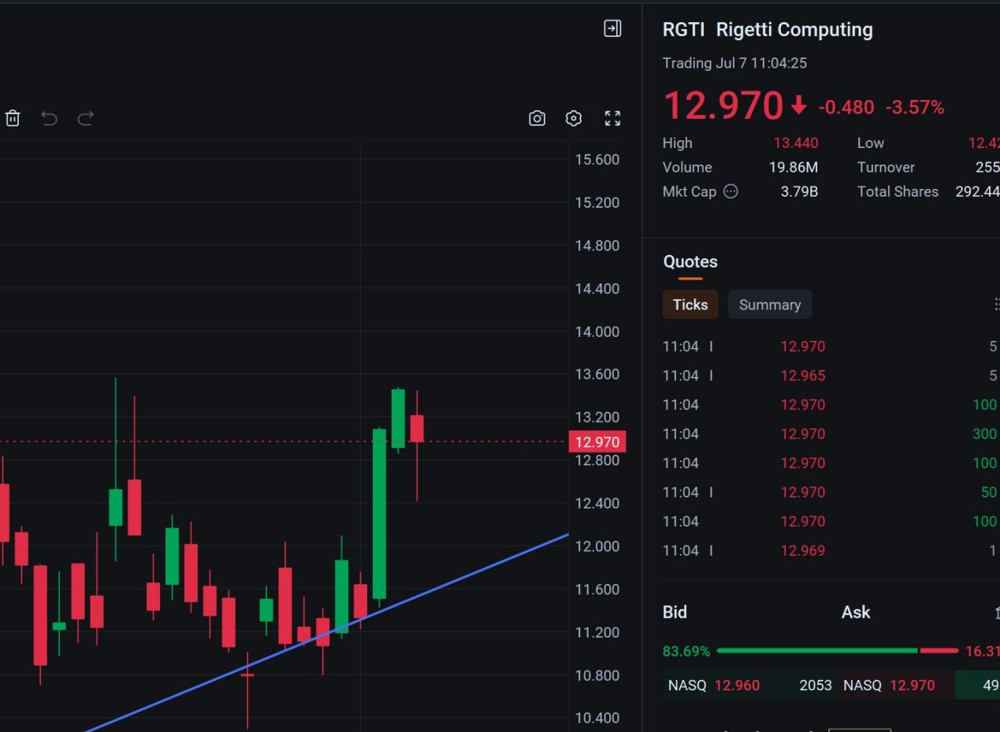 RGTI Rigetti Computing
Trading Jul 7 11:04:25
12.970 -0.480 -3.57%
High 13.440 Low 12.42
Volume 19.86M Turnover 255
Mkt Cap 3.79B Total Shares 292.44
15.600
15.200
14.800
14.400
14.000
13.600
13.200
12.970
12.800
12.400
12.000
11.600
11.200
10.800
10.400
Quotes
Ticks Summary
11:04 I 12.970 5
11:04 I 12.965 5
11:04 12.970 100
11:04 12.970 300
11:04 12.970 100
11:04 I 12.970 50
11:04 12.970 100
11:04 I 12.969 1
Bid Ask
83.69% 16.31
NASQ 12.960 2053 NASQ 12.970 49